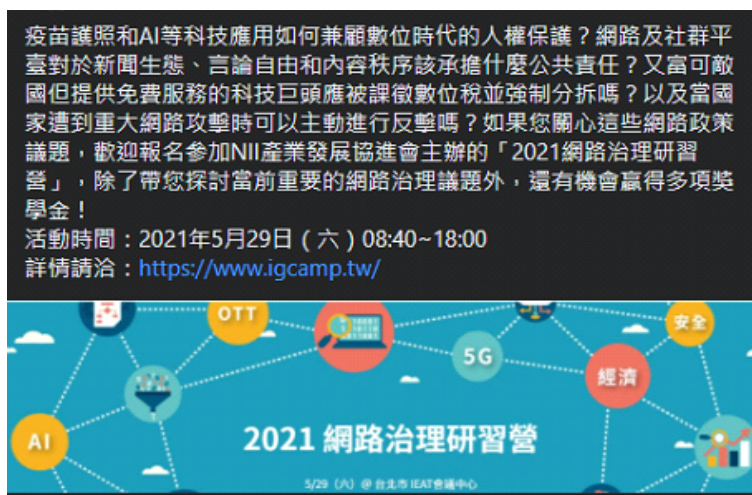 疫苗護照和AI等科技應用如何兼顧數位時代的人權保護？網路及社群平
臺對於新聞生態、言論自由和內容秩序該承擔什麼公共責任？又富可敵
國但提供免費服務的科技巨頭應被課徵數位稅並強制分拆嗎？以及當國
家遭到重大網路攻擊時可以主動進行反擊嗎？如果您關心這些網路政策
議題，歡迎報名參加NII產業發展協進會主辦的「2021網路治理研習
營」，除了帶您探討當前重要的網路治理議題外，還有機會贏得多項獎
學金！
活動時間：2021年5月29日（六）08:40~18:00
詳情請洽：https://www.igcamp.tw/
OTT
安全
5G
經濟
AI
2021 網路治理研習營
5/29（六）@ 台北市 IEAT會議中心